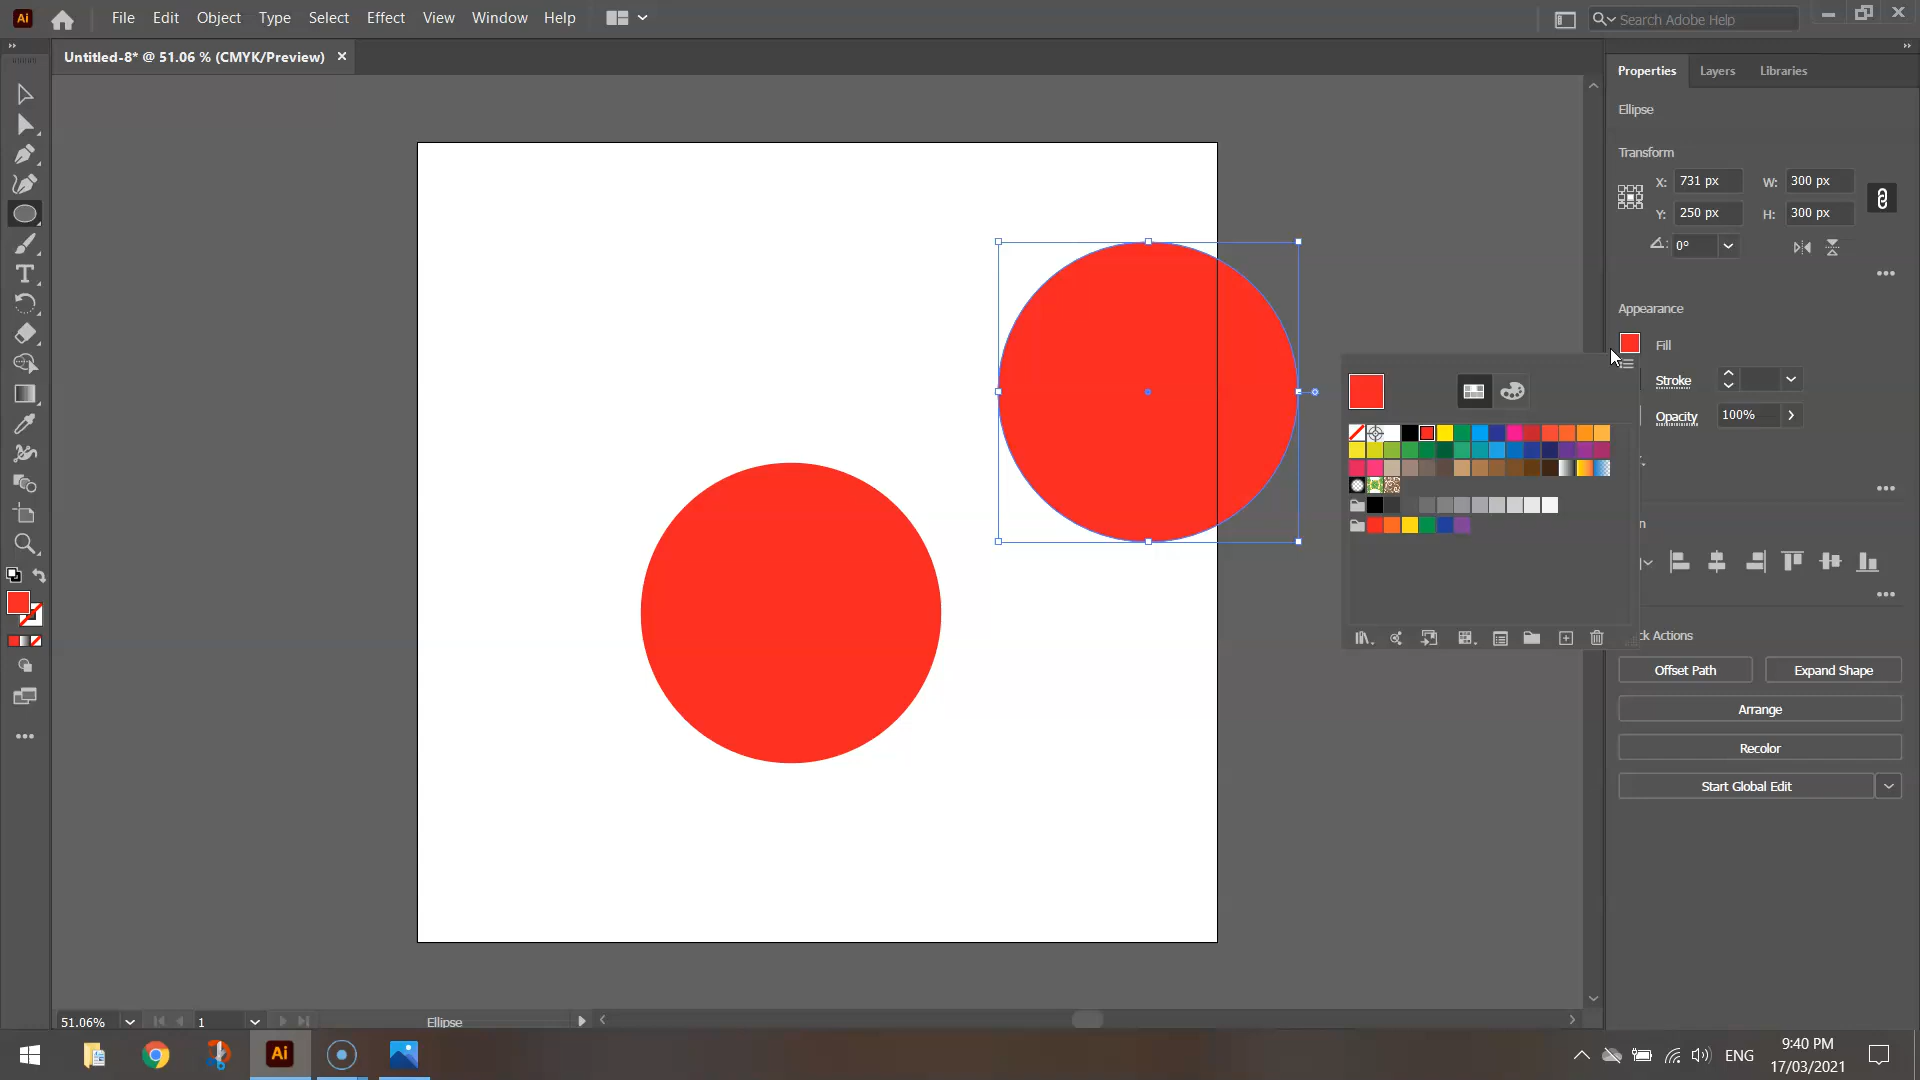 Ai File Edit Object Type Select Effect View Window Help Search Adobe Help
Untitled-8* @ 51.06 % (CMYK/Preview)
Properties Layers Libraries
Ellipse
Transform
X: 731 px W: 300 px
Y: 250 px H: 300 px
0°
Appearance
Fill
Stroke
Opacity 100%
n
ck Actions
Offset Path Expand Shape
Arrange
Recolor
Start Global Edit
51.06% 1 Ellipse
Ai
ENG
9:40 PM
17/03/2021